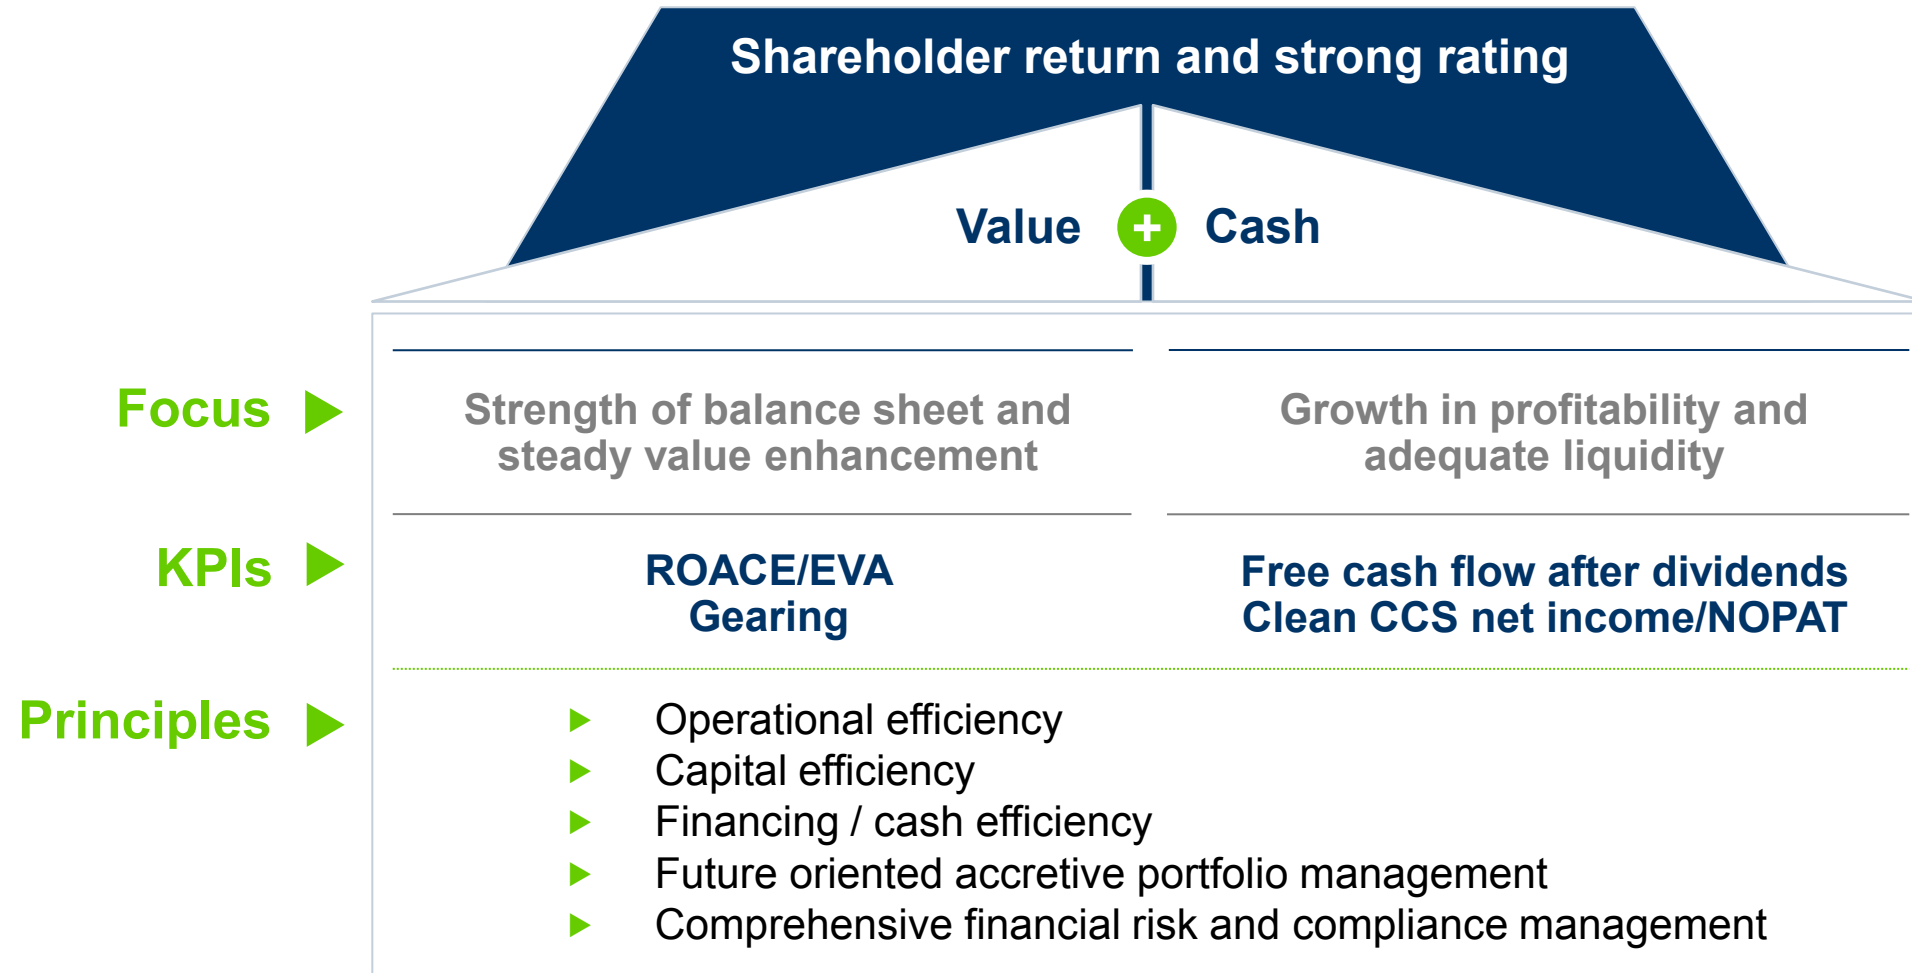 Shareholder return and strong rating
Value + Cash
Focus
Strength of balance sheet and
steady value enhancement
Growth in profitability and
adequate liquidity
KPIs
ROACE/EVA
Gearing
Free cash flow after dividends
Clean CCS net income/NOPAT
Principles
Operational efficiency
Capital efficiency
Financing / cash efficiency
Future oriented accretive portfolio management
Comprehensive financial risk and compliance management